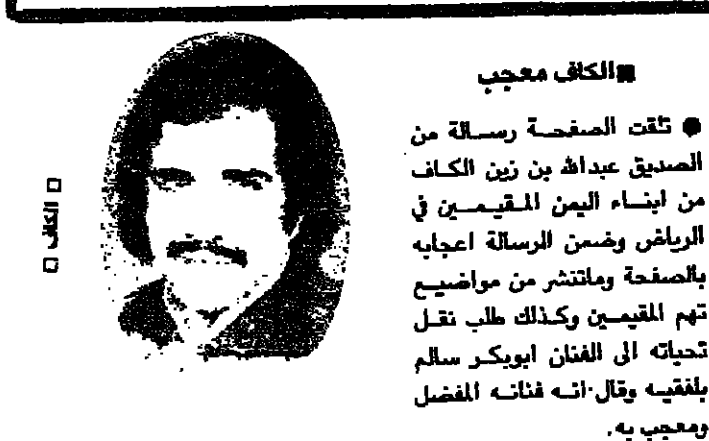 ■الكاف معجب
● تلقت الصفحة رسالة من
الصديق عبدالله بن زين الكاف
من ابناء اليمن المقيمين في
الرياض وضمن الرسالة اعجابه
بالصفحة وماتنشر من مواضيع
تهم المقيمين وكذلك طلب نقل
تحياته الى الفنان ابوبكر سالم
بلفقيه وقال انه فنانه المفضل
ومعجب به.
□ الكاف □